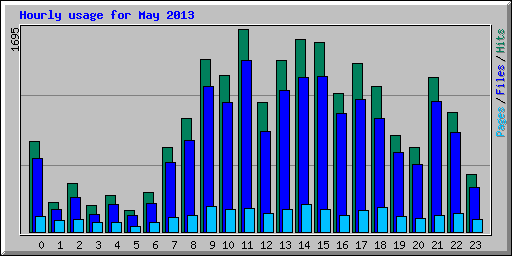 Hourly usage for May 2013
1695
Pages / Files / Hits
0 1 2 3 4 5 6 7 8 9 10 11 12 13 14 15 16 17 18 19 20 21 22 23